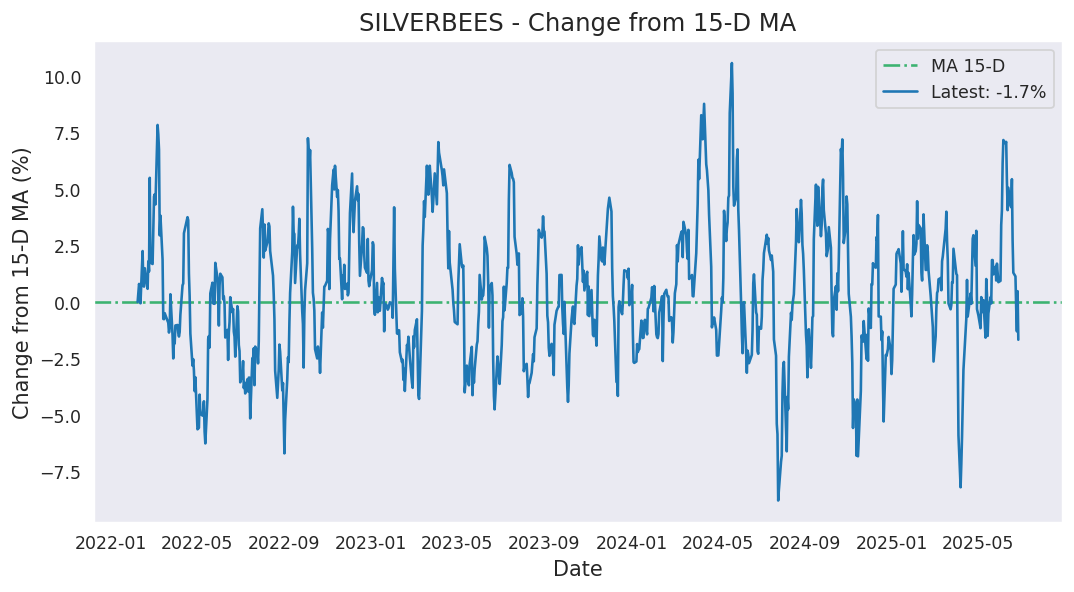 SILVERBEES - Change from 15-D MA
MA 15-D
Latest: -1.7%
Change from 15-D MA (%)
10.0
7.5
5.0
2.5
0.0
−2.5
−5.0
−7.5
2022-01 2022-05 2022-09 2023-01 2023-05 2023-09 2024-01 2024-05 2024-09 2025-01 2025-05
Date